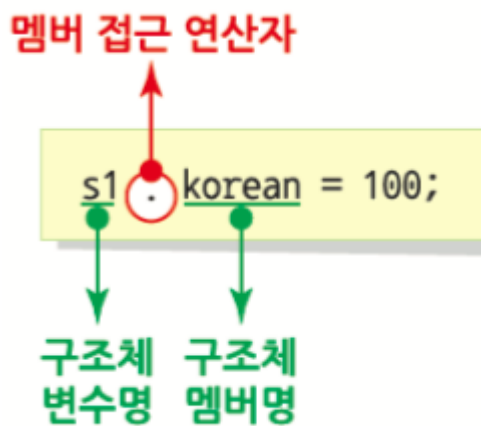 멤버 접근 연산자
s1 . korean = 100;
구조체 구조체
변수명 멤버명